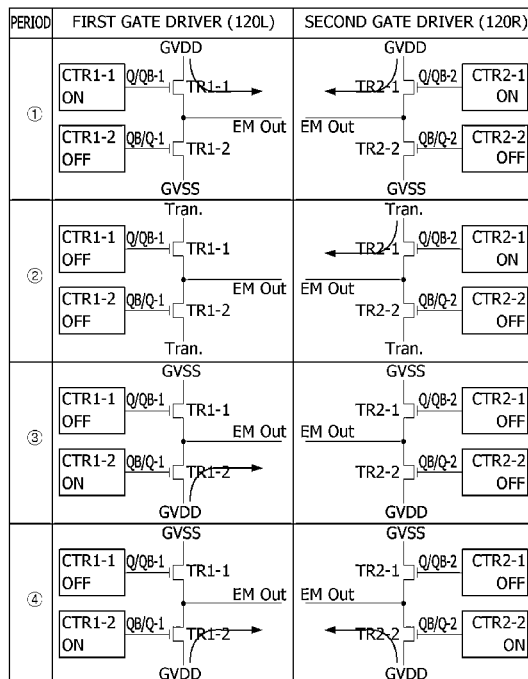 PERIOD FIRST GATE DRIVER (120L) SECOND GATE DRIVER (120R)
①
GVDD
CTR1-1
ON
Q/QB-1
TR1-1
EM Out
CTR1-2
OFF
QB/Q-1
TR1-2
GVSS
GVDD
TR2-1
Q/QB-2
CTR2-1
ON
EM Out
TR2-2
QB/Q-2
CTR2-2
OFF
GVSS
②
Tran.
CTR1-1
OFF
Q/QB-1
TR1-1
EM Out
CTR1-2
OFF
QB/Q-1
TR1-2
Tran.
Tran.
TR2-1
Q/QB-2
CTR2-1
ON
EM Out
TR2-2
QB/Q-2
CTR2-2
OFF
Tran.
③
GVSS
CTR1-1
OFF
Q/QB-1
TR1-1
EM Out
CTR1-2
ON
QB/Q-1
TR1-2
GVDD
GVSS
TR2-1
Q/QB-2
CTR2-1
OFF
EM Out
TR2-2
QB/Q-2
CTR2-2
OFF
GVDD
④
GVSS
CTR1-1
OFF
Q/QB-1
TR1-1
EM Out
CTR1-2
ON
QB/Q-1
TR1-2
GVDD
GVSS
TR2-1
Q/QB-2
CTR2-1
OFF
EM Out
TR2-2
QB/Q-2
CTR2-2
ON
GVDD